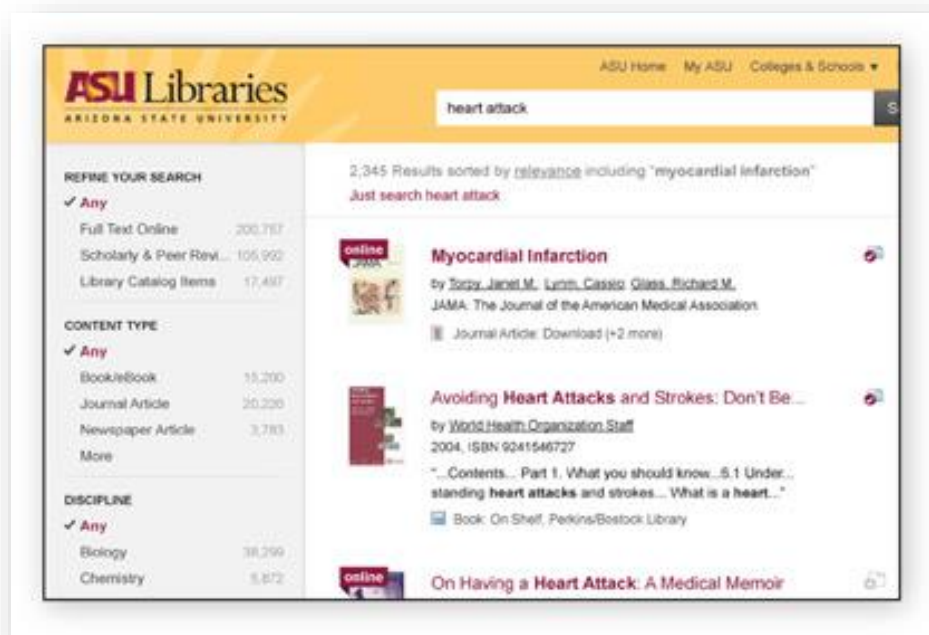 ASU Libraries
ARIZONA STATE UNIVERSITY
ASU Home My ASU Colleges & Schools ▾
heart attack
REFINE YOUR SEARCH
✓ Any
Full Text Online 200,757
Scholarly & Peer Revi... 105,992
Library Catalog Items 17,497
CONTENT TYPE
✓ Any
Book/eBook 15,200
Journal Article 20,220
Newspaper Article 3,783
More
DISCIPLINE
✓ Any
Biology 38,299
Chemistry 5,872
2,345 Results sorted by relevance including "myocardial infarction"
Just search heart attack
online
JAMA
Myocardial Infarction
by Torpy, Janet M., Lynm, Cassio, Glass, Richard M.
JAMA: The Journal of the American Medical Association
Journal Article: Download (+2 more)
Avoiding Heart Attacks and Strokes: Don't Be...
by World Health Organization Staff
2004, ISBN 9241546727
"...Contents... Part 1. What you should know...6.1 Under...
standing heart attacks and strokes... What is a heart..."
Book: On Shelf, Perkins/Bostock Library
online
On Having a Heart Attack: A Medical Memoir